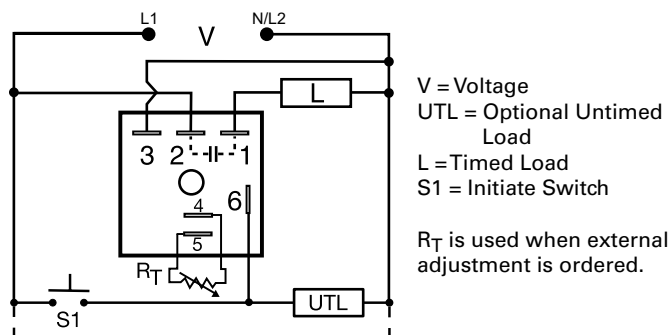 L1 V N/L2
L
3 2 1
6
4
5
RT
UTL
S1
V = Voltage
UTL = Optional Untimed
Load
L = Timed Load
S1 = Initiate Switch
RT is used when external
adjustment is ordered.